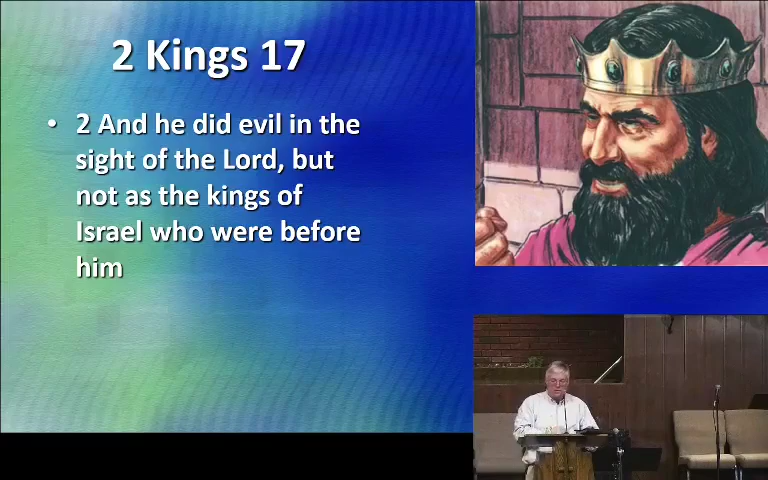 2 Kings 17
• 2 And he did evil in the
sight of the Lord, but
not as the kings of
Israel who were before
him